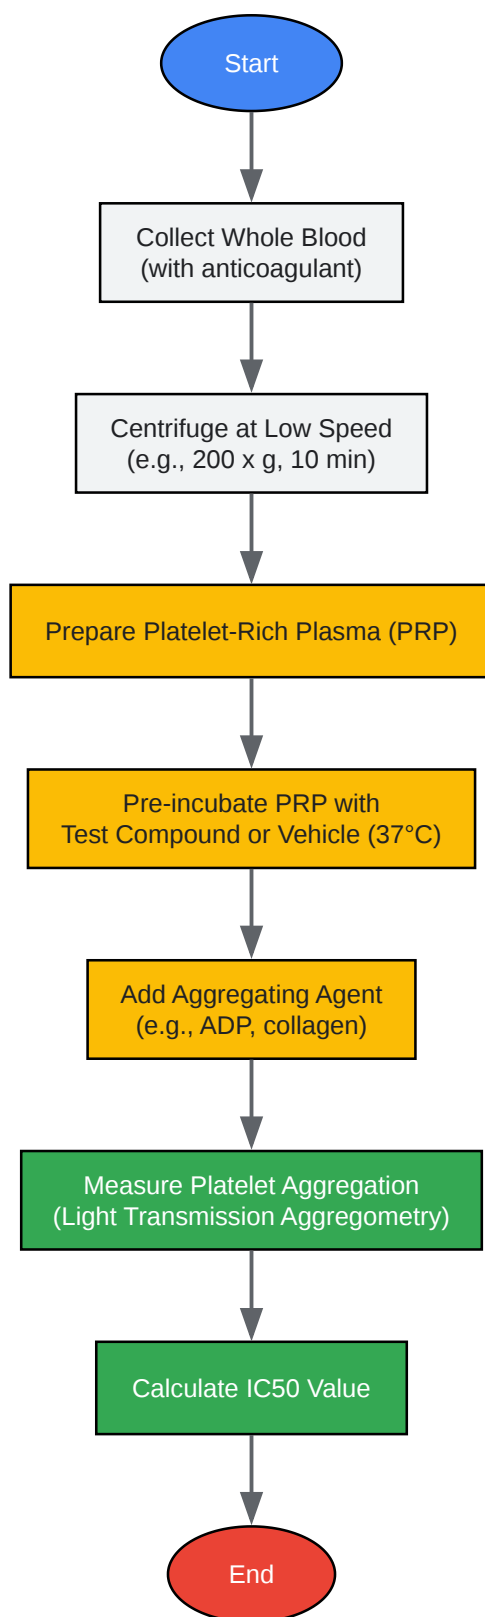 Start
Collect Whole Blood
(with anticoagulant)
Centrifuge at Low Speed
(e.g., 200 x g, 10 min)
Prepare Platelet-Rich Plasma (PRP)
Pre-incubate PRP with
Test Compound or Vehicle (37°C)
Add Aggregating Agent
(e.g., ADP, collagen)
Measure Platelet Aggregation
(Light Transmission Aggregometry)
Calculate IC50 Value
End